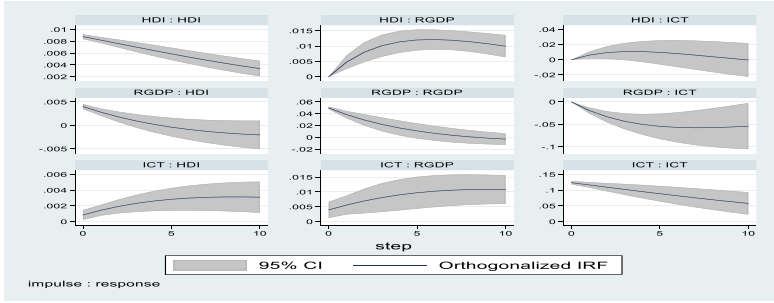 HDI : HDI
HDI : RGDP
HDI : ICT
.01
.008
.006
.004
.002
.015
.01
.005
0
.04
.02
0
-.02
RGDP : HDI
RGDP : RGDP
RGDP : ICT
.005
0
-.005
.06
.04
.02
0
-.02
0
-.05
-.1
ICT : HDI
ICT : RGDP
ICT : ICT
.006
.004
.002
0
.015
.01
.005
0
.15
.1
.05
0
0 5 10
0 5 10
0 5 10
step
95% CI
Orthogonalized IRF
impulse : response